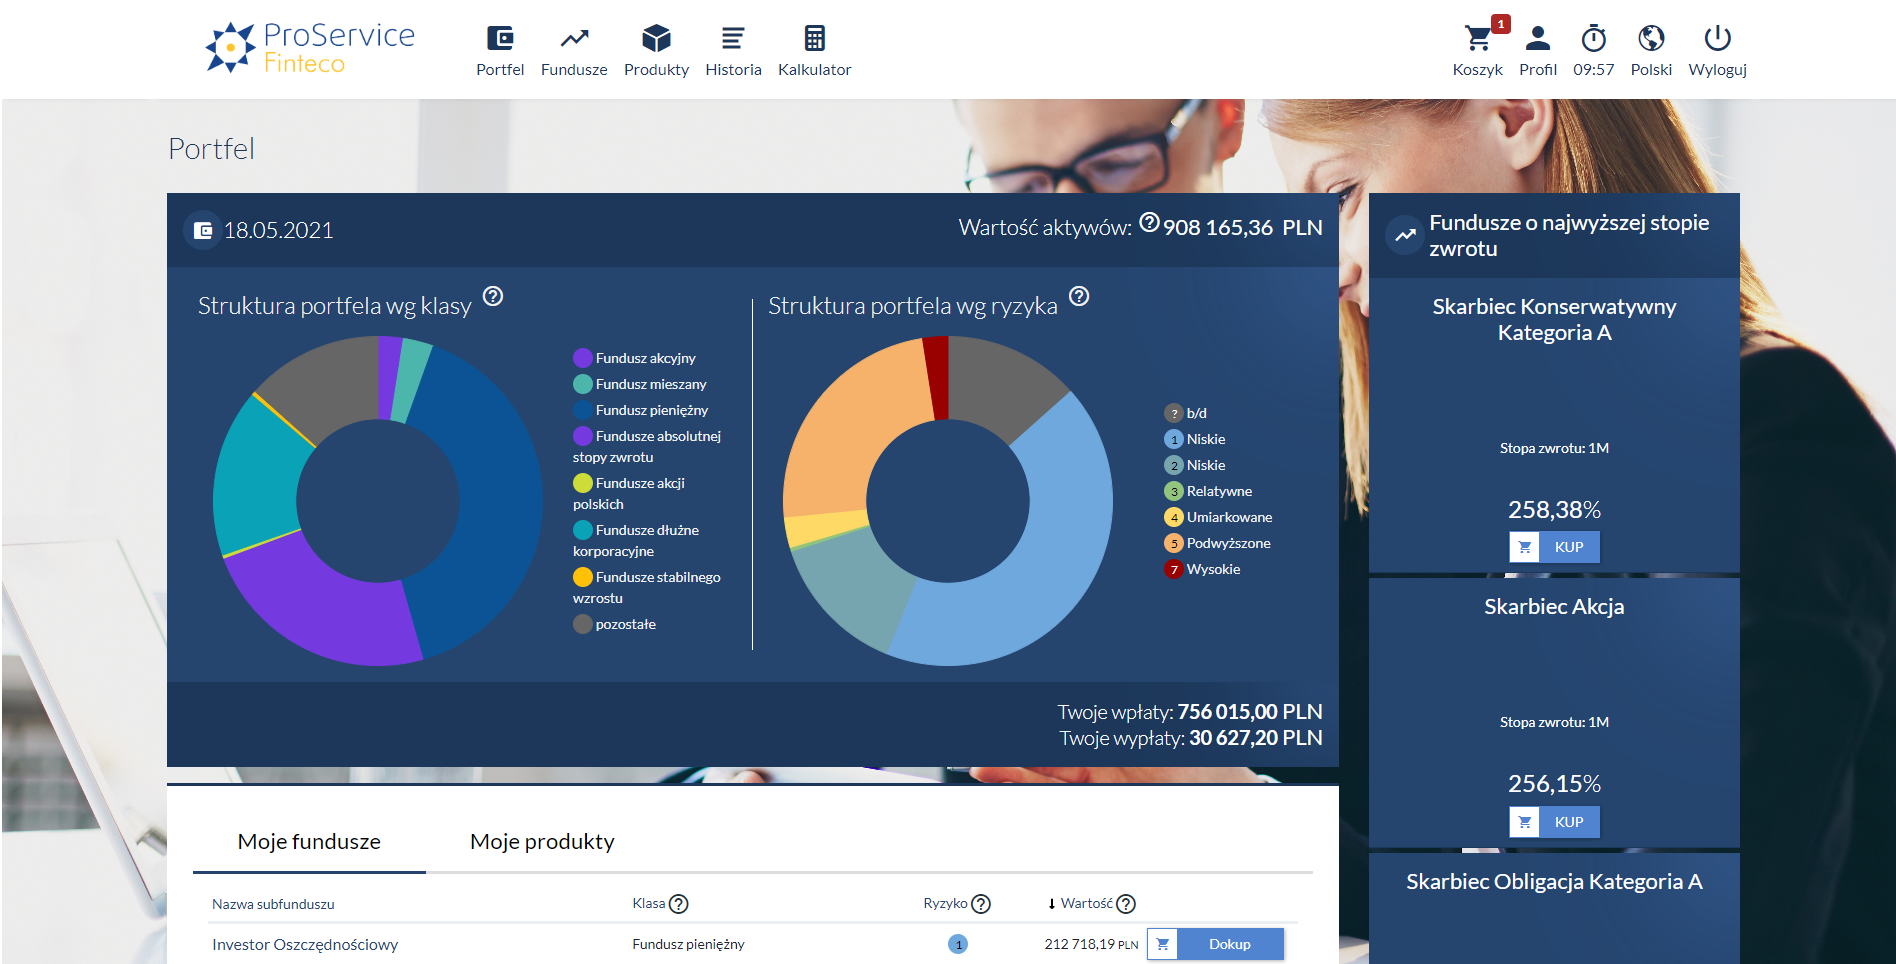 ProService
Finteco
Portfel
Fundusze
Produkty
Historia
Kalkulator
1
Koszyk
Profil
09:57
Polski
Wyloguj
Portfel
18.05.2021
Wartość aktywów: ? 908 165,36 PLN
Struktura portfela wg klasy ?
Fundusz akcyjny
Fundusz mieszany
Fundusz pieniężny
Fundusze absolutnej
stopy zwrotu
Fundusze akcji
polskich
Fundusze dłużne
korporacyjne
Fundusze stabilnego
wzrostu
pozostałe
Struktura portfela wg ryzyka ?
? b/d
1 Niskie
2 Niskie
3 Relatywne
4 Umiarkowane
5 Podwyższone
7 Wysokie
Twoje wpłaty: 756 015,00 PLN
Twoje wypłaty: 30 627,20 PLN
Fundusze o najwyższej stopie
zwrotu
Skarbiec Konserwatywny
Kategoria A
Stopa zwrotu: 1M
258,38%
KUP
Skarbiec Akcja
Stopa zwrotu: 1M
256,15%
KUP
Skarbiec Obligacja Kategoria A
Moje fundusze
Moje produkty
Nazwa subfunduszu
Klasa ?
Ryzyko ?
↓ Wartość ?
Investor Oszczędnościowy
Fundusz pieniężny
1
212 718,19 PLN
Dokup